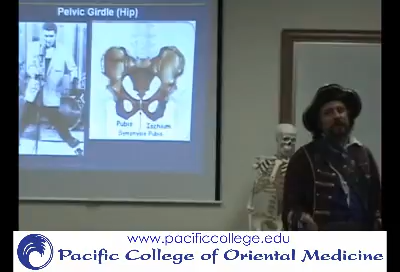 Pelvic Girdle (Hip)
Pubis Ischium
Symphysis Pubis
www.pacificcollege.edu
Pacific College of Oriental Medicine